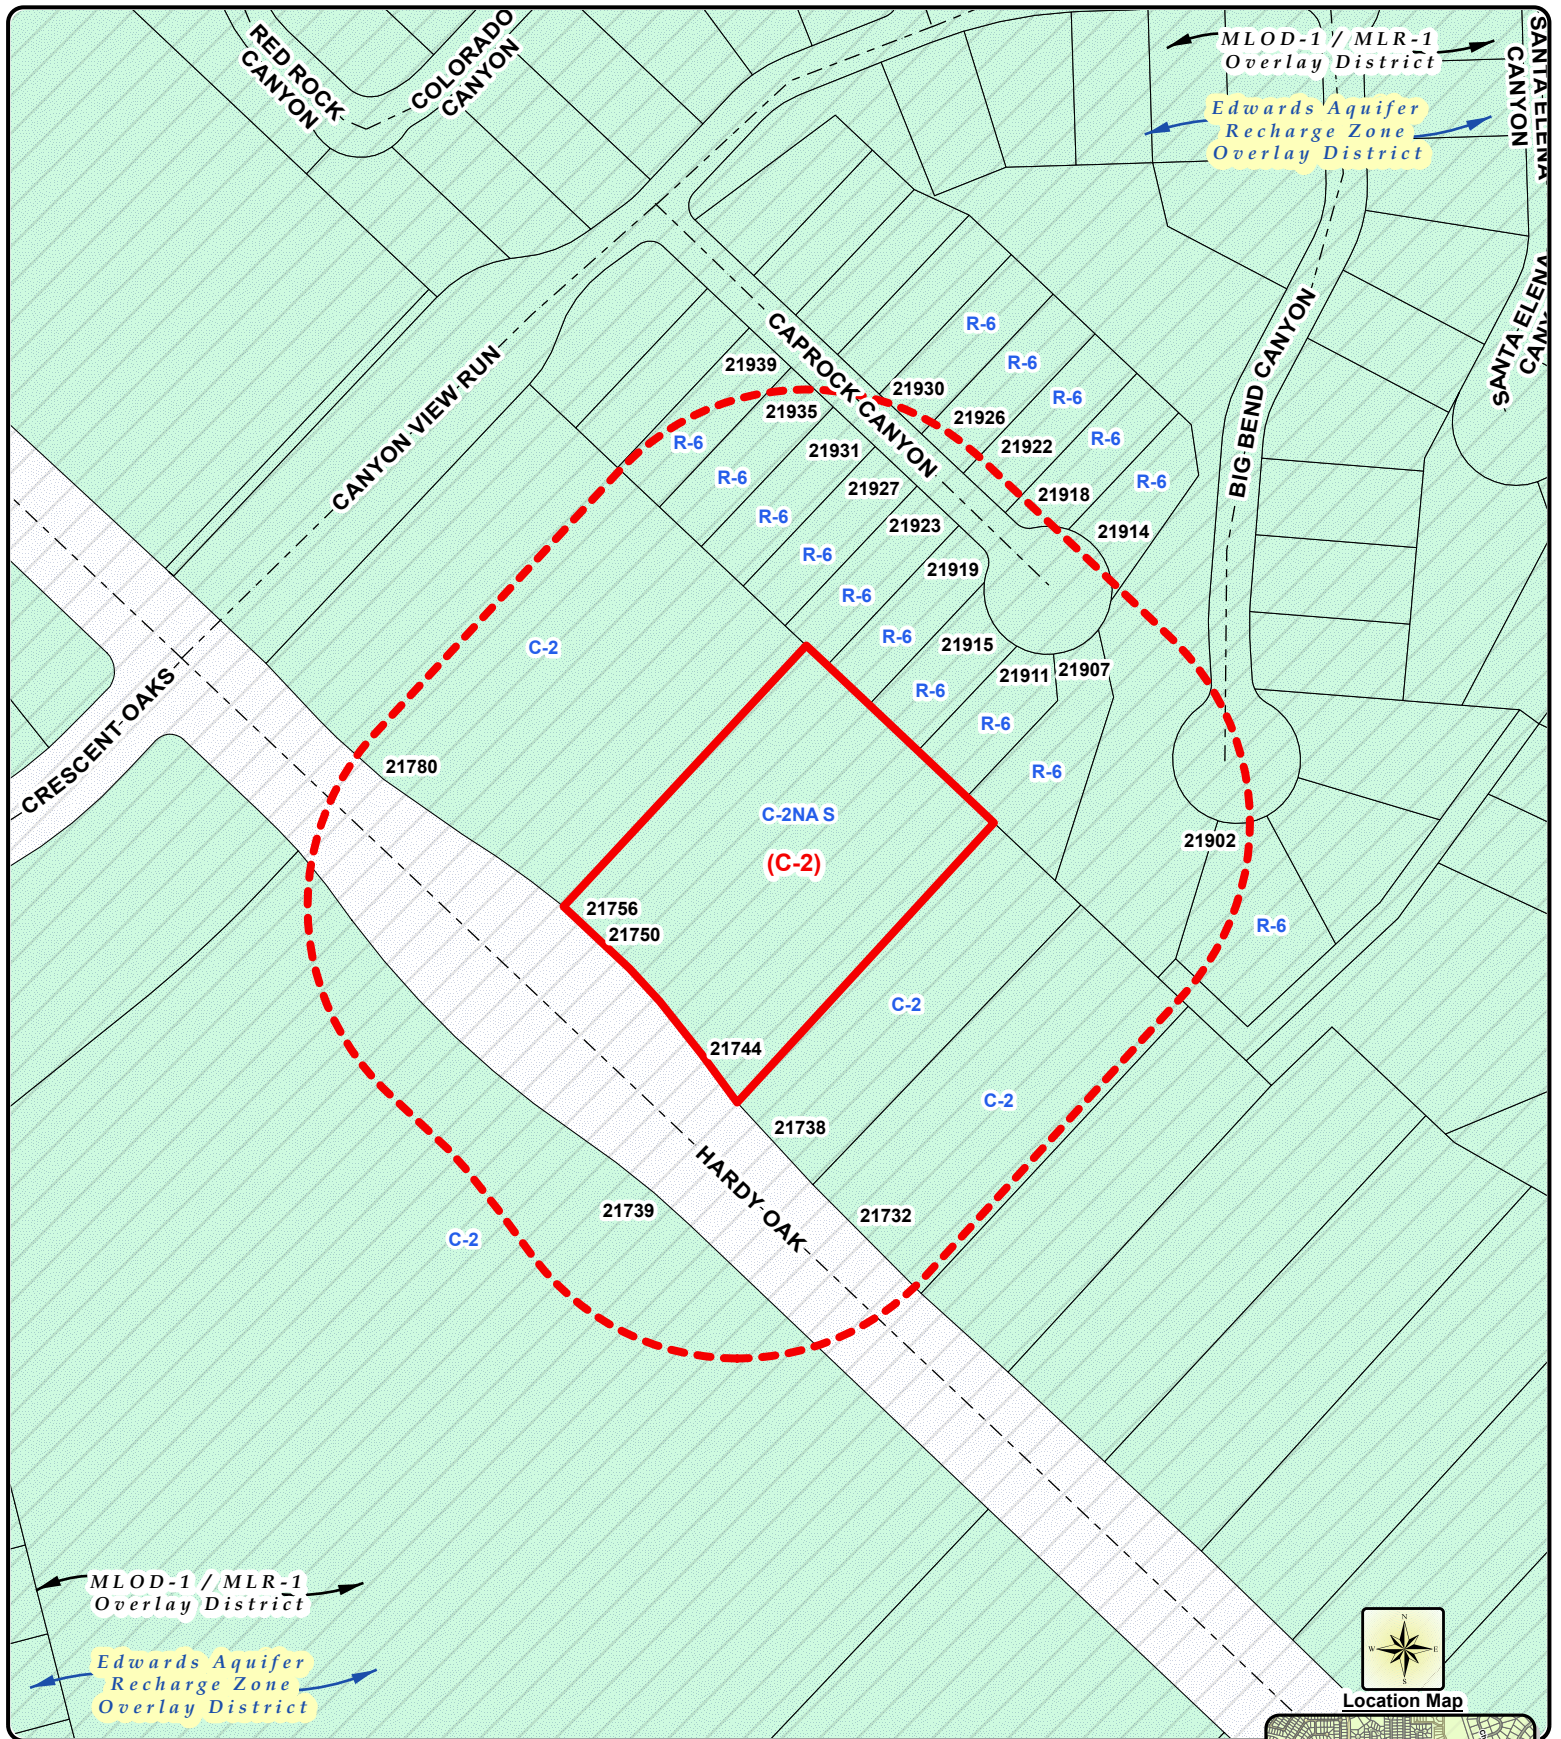 RED ROCK
CANYON
COLORADO
CANYON
MLOD-1 / MLR-1
Overlay District
SANTA ELENA
CANYON
Edwards Aquifer
Recharge Zone
Overlay District
CANYON VIEW RUN
CAPROCK CANYON
BIG BEND CANYON
SANTA ELENA
R-6
21939
R-6
21930
R-6
21935
21926
R-6
R-6
21922
21931
R-6
R-6
21927
21918
R-6
21923
21914
R-6
21919
R-6
R-6
C-2
21915
21907
21911
R-6
R-6
CRESCENT OAKS
21780
R-6
C-2NA S
21902
(C-2)
21756
R-6
21750
C-2
21744
C-2
21738
HARDY OAK
21739
21732
C-2
MLOD-1 / MLR-1
Overlay District
Edwards Aquifer
Recharge Zone
Overlay District
N
W
E
S
Location Map